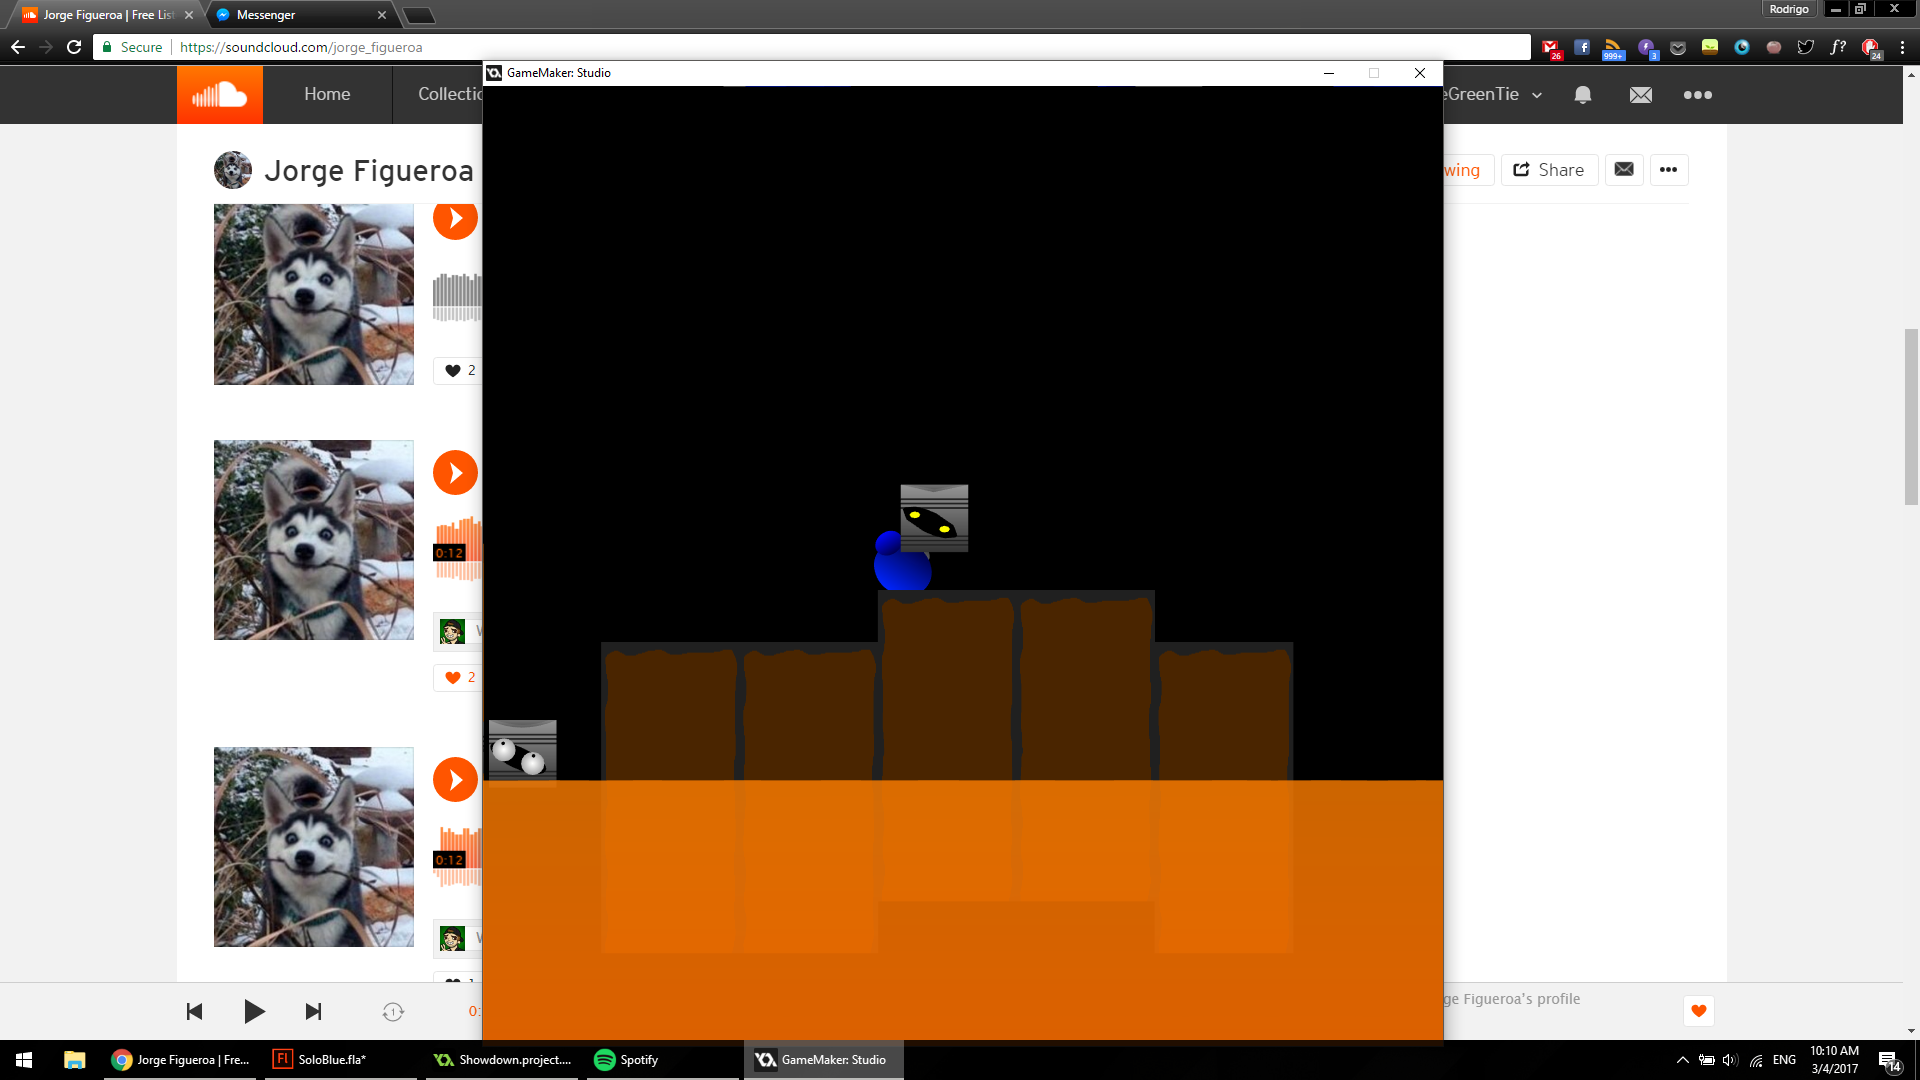 Jorge Figueroa | Free List
Messenger
Rodrigo
Secure
https://soundcloud.com/jorge_figueroa
26
999+
3
f?
24
GameMaker: Studio
Home
Collectio
eGreenTie
Jorge Figueroa
wing
Share
2
0:12
W
2
0:12
W
1
0:
ge Figueroa's profile
Jorge Figueroa | Fre...
Fl SoloBlue.fla*
Showdown.project....
Spotify
GameMaker: Studio
ENG
10:10 AM
3/4/2017
14